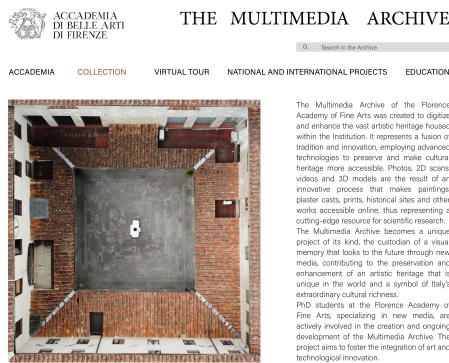 ACCADEMIA
DI BELLE ARTI
DI FIRENZE
THE MULTIMEDIA ARCHIVE
Search in the Archive
ACCADEMIA COLLECTION VIRTUAL TOUR NATIONAL AND INTERNATIONAL PROJECTS EDUCATION
The Multimedia Archive of the Florence
Academy of Fine Arts was created to digitize
and enhance the vast artistic heritage housed
within the Institution. It represents a fusion of
tradition and innovation, employing advanced
technologies to preserve and make cultural
heritage more accessible. Photos, 2D scans,
videos and 3D models are the result of an
innovative process that makes paintings,
plaster casts, prints, historical sites and other
works accessible online, thus representing a
cutting-edge resource for scientific research.
The Multimedia Archive becomes a unique
project of its kind, the custodian of a visual
memory that looks to the future through new
media, contributing to the preservation and
enhancement of an artistic heritage that is
unique in the world and a symbol of Italy's
extraordinary cultural richness.
PhD students at the Florence Academy of
Fine Arts, specializing in new media, are
actively involved in the creation and ongoing
development of the Multimedia Archive. The
project aims to foster the integration of art and
technological innovation.